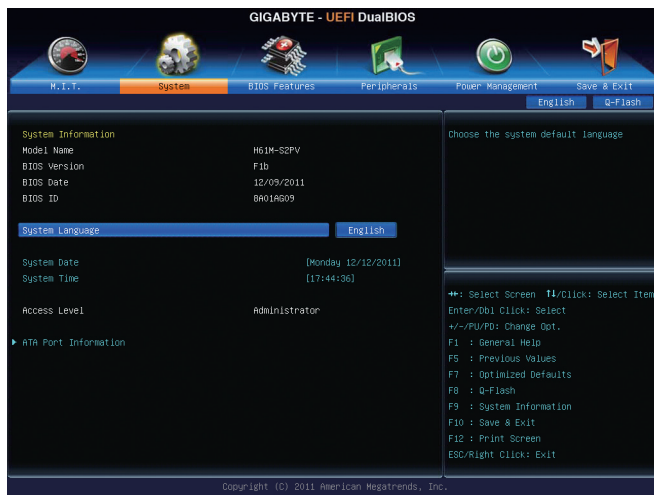 GIGABYTE - UEFI DualBIOS
M.I.T. System BIOS Features Peripherals Power Management Save & Exit
English Q-Flash
System Information
Model Name H61M-S2PV
BIOS Version F1b
BIOS Date 12/09/2011
BIOS ID 8A01AG09
System Language English
System Date [Monday 12/12/2011]
System Time [17:44:36]
Access Level Administrator
ATA Port Information
Choose the system default language
: Select Screen ↑↓/Click: Select Item
Enter/Dbl Click: Select
+/-/PU/PD: Change Opt.
F1 : General Help
F5 : Previous Values
F7 : Optimized Defaults
F8 : Q-Flash
F9 : System Information
F10 : Save & Exit
F12 : Print Screen
ESC/Right Click: Exit
Copyright (C) 2011 American Megatrends, Inc.